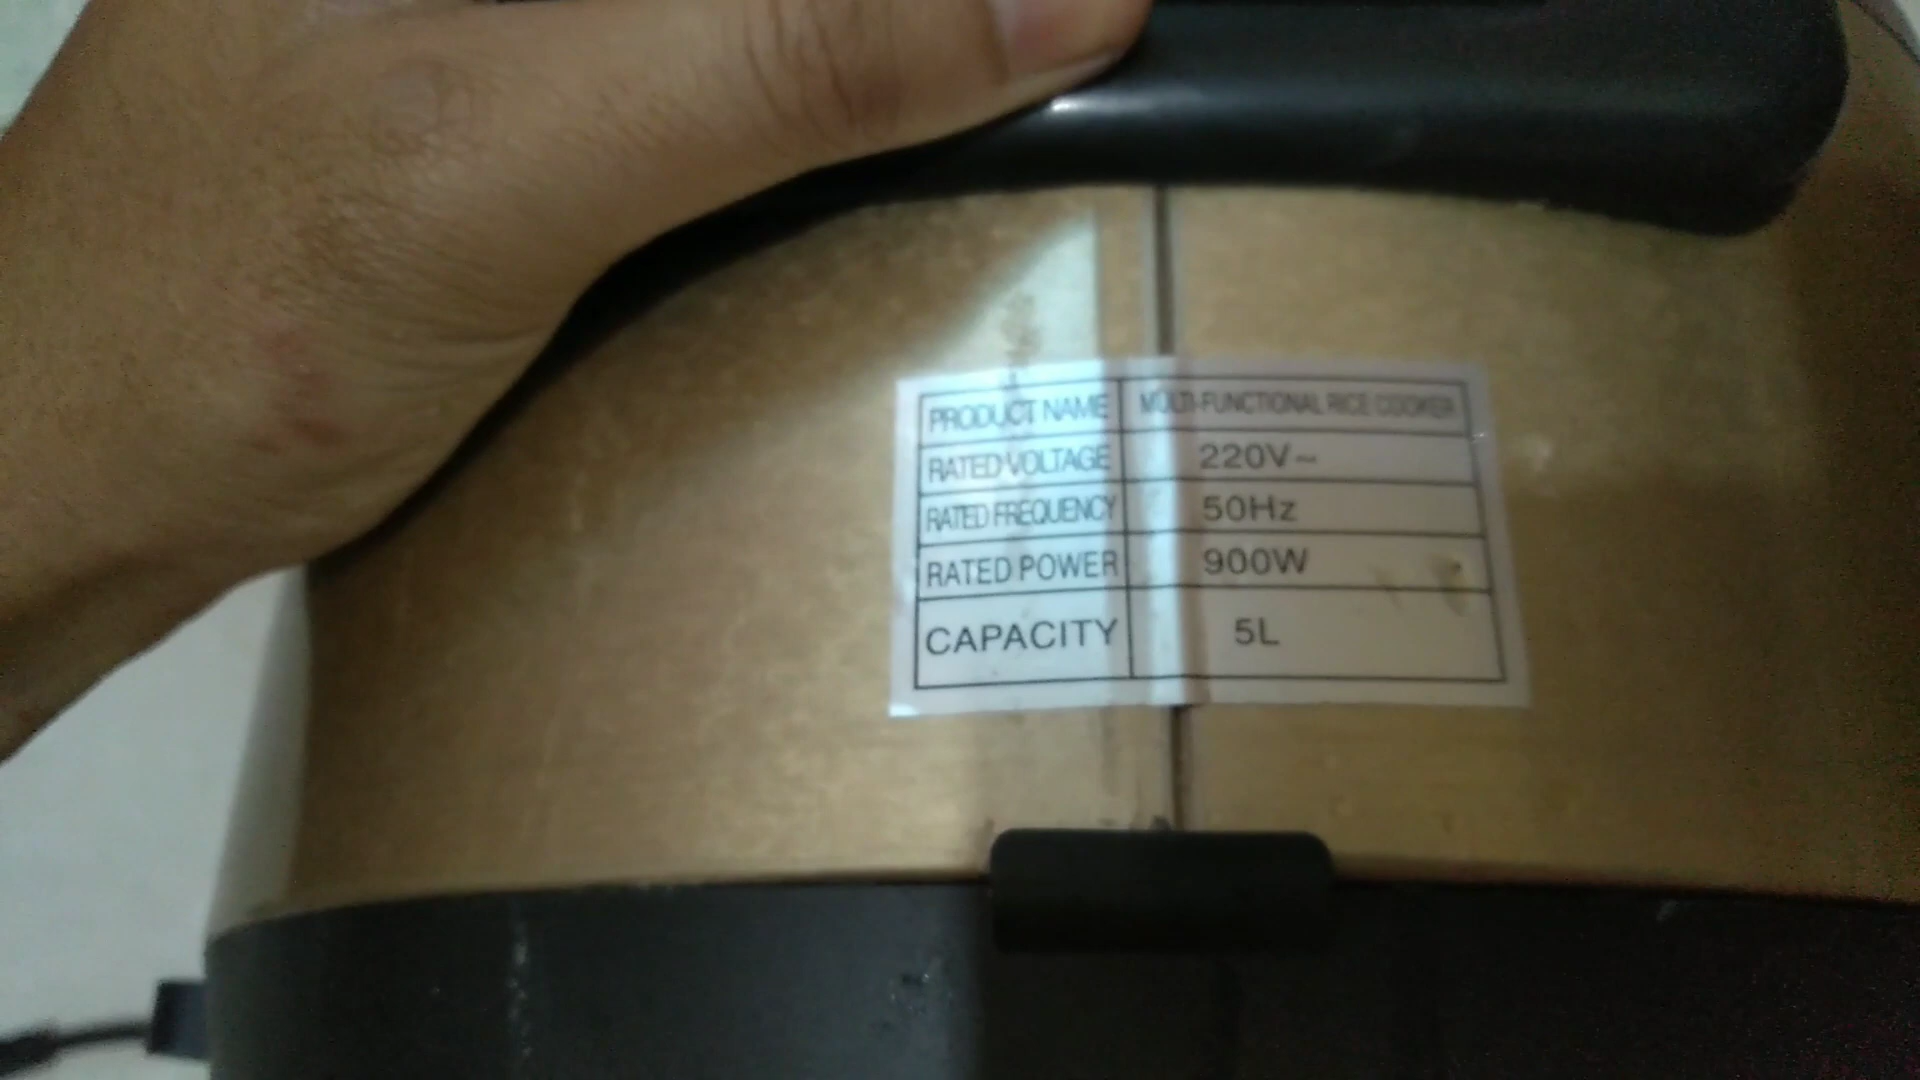 PRODUCT NAME MULTI-FUNCTIONAL RICE COOKER
RATED VOLTAGE 220V~
RATED FREQUENCY 50Hz
RATED POWER 900W
CAPACITY 5L